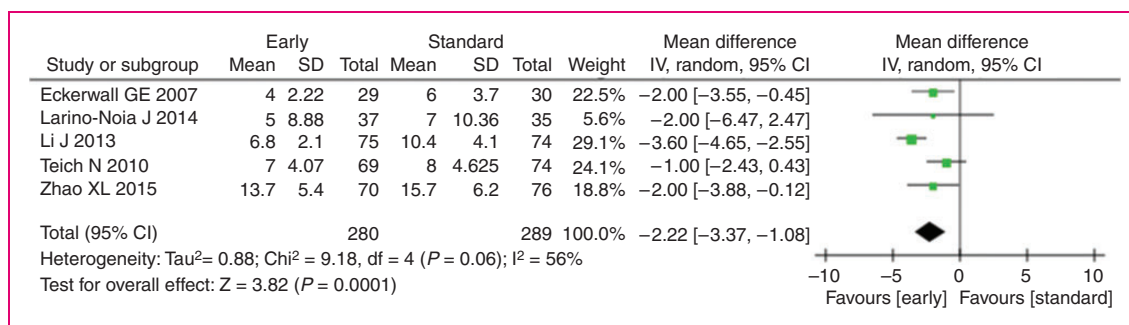 Early Standard Mean difference Mean difference
Study or subgroup Mean SD Total Mean SD Total Weight IV, random, 95% CI IV, random, 95% CI
Eckerwall GE 2007 4 2.22 29 6 3.7 30 22.5% −2.00 [−3.55, −0.45]
Larino-Noia J 2014 5 8.88 37 7 10.36 35 5.6% −2.00 [−6.47, 2.47]
Li J 2013 6.8 2.1 75 10.4 4.1 74 29.1% −3.60 [−4.65, −2.55]
Teich N 2010 7 4.07 69 8 4.625 74 24.1% −1.00 [−2.43, 0.43]
Zhao XL 2015 13.7 5.4 70 15.7 6.2 76 18.8% −2.00 [−3.88, −0.12]
Total (95% CI) 280 289 100.0% −2.22 [−3.37, −1.08]
Heterogeneity: Tau²= 0.88; Chi² = 9.18, df = 4 (P = 0.06); I² = 56%
Test for overall effect: Z = 3.82 (P = 0.0001)
−10 −5 0 5 10
Favours [early] Favours [standard]